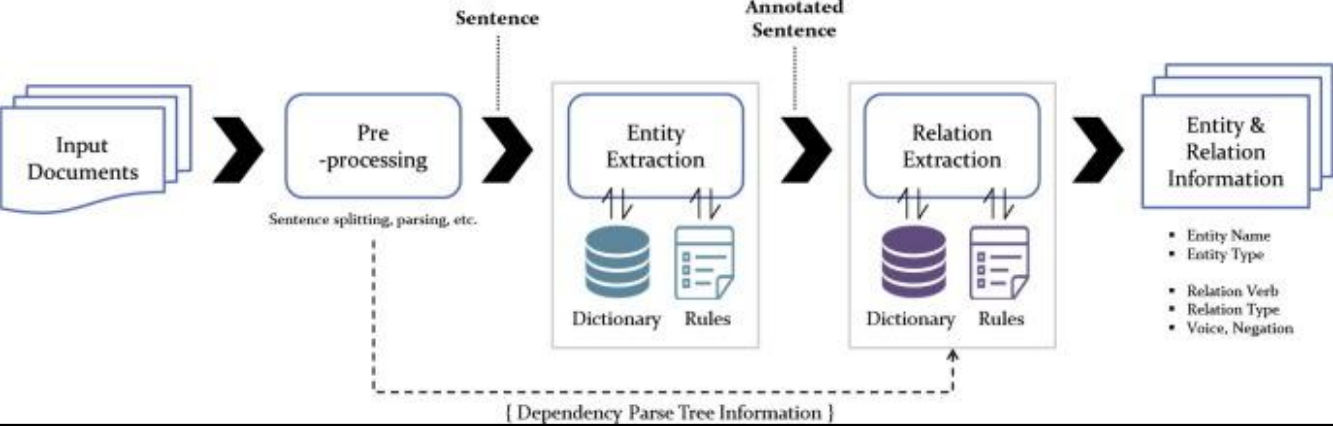 Sentence
Annotated
Sentence
Input
Documents
Pre
-processing
Sentence splitting, parsing, etc.
Entity
Extraction
Dictionary
Rules
Relation
Extraction
Dictionary
Rules
Entity &
Relation
Information
▪ Entity Name
▪ Entity Type
▪ Relation Verb
▪ Relation Type
▪ Voice, Negation
{ Dependency Parse Tree Information }